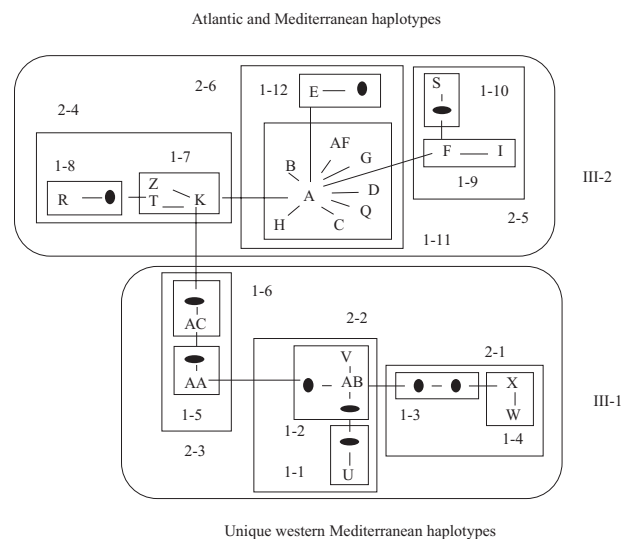 Atlantic and Mediterranean haplotypes
2-6
1-12
E
S
1-10
2-4
1-8
1-7
R
Z
T
K
B
AF
G
A
D
Q
H
C
F
I
1-9
III-2
2-5
1-11
1-6
AC
AA
1-5
2-3
2-2
V
AB
1-2
U
1-1
2-1
1-3
X
W
1-4
III-1
Unique western Mediterranean haplotypes